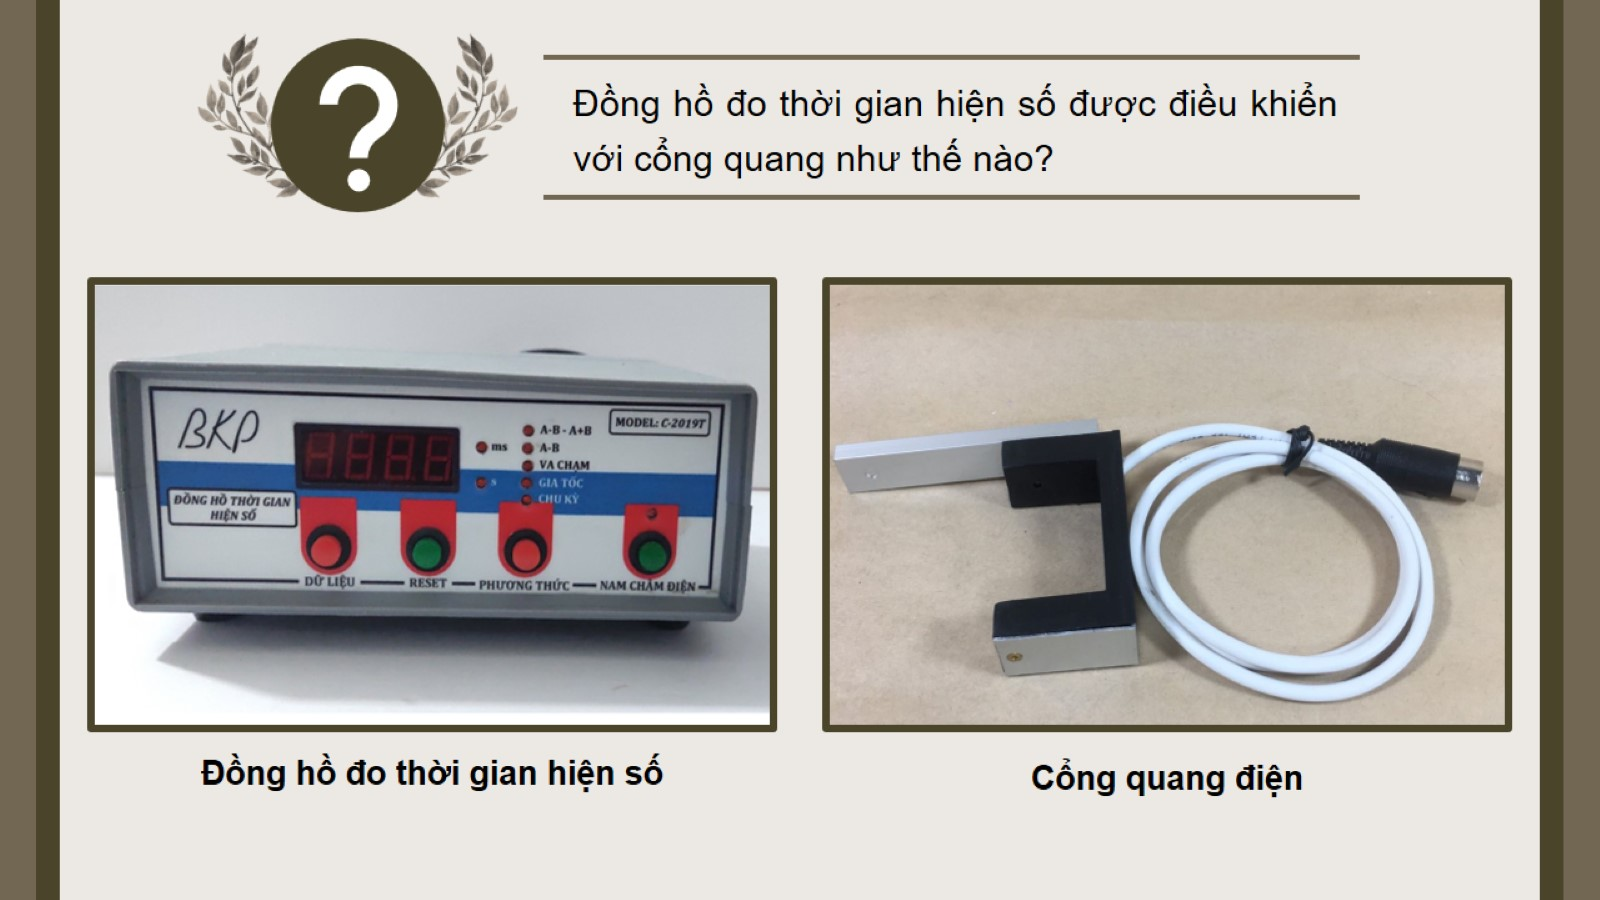 ?
Đồng hồ đo thời gian hiện số được điều khiển
với cổng quang như thế nào?
BKP
MODEL: C-2019T
A-B - A+B
ms
A-B
VA CHẠM
s
GIA TỐC
CHU KỲ
ĐỒNG HỒ THỜI GIAN
HIỆN SỐ
DỮ LIỆU
RESET
PHƯƠNG THỨC
NAM CHÂM ĐIỆN
Đồng hồ đo thời gian hiện số
Cổng quang điện